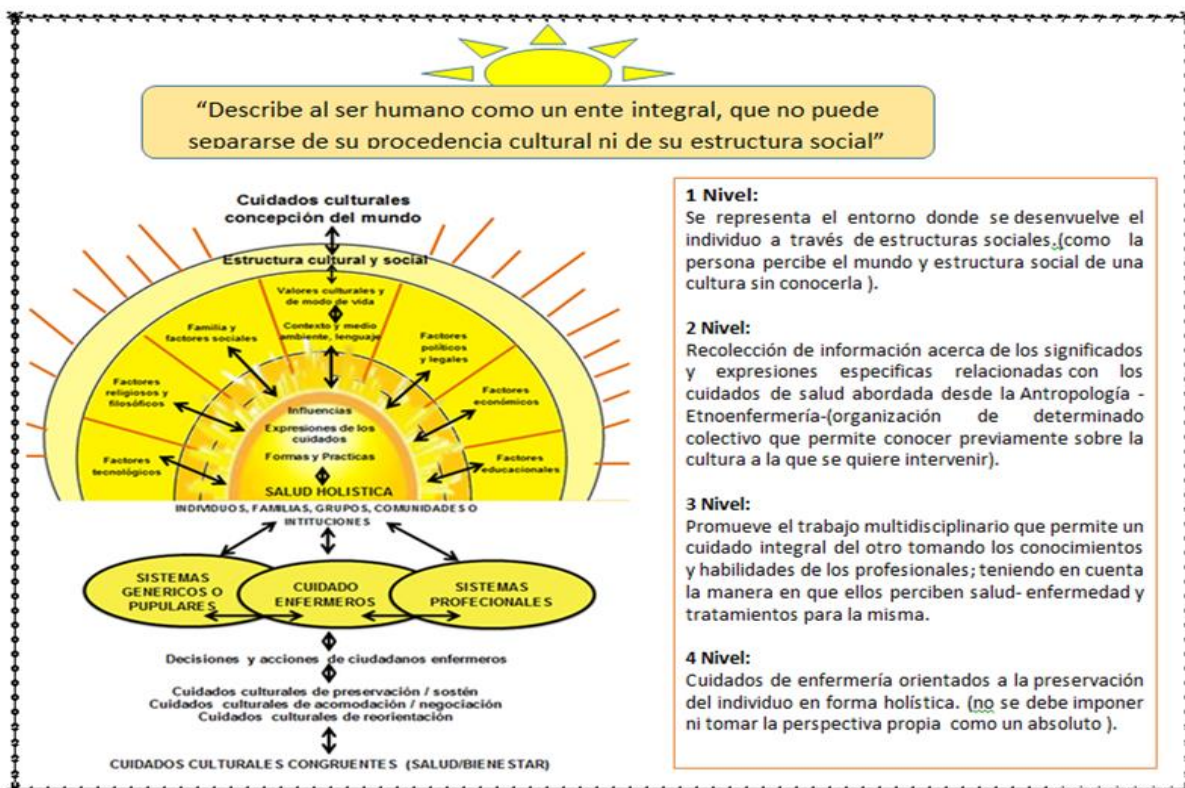 “Describe al ser humano como un ente integral, que no puede
separarse de su procedencia cultural ni de su estructura social”
Cuidados culturales
concepción del mundo
Estructura cultural y social
Valores culturales y
de modo de vida
Familia y
factores sociales
Contexto y medio
ambiente, lenguaje
Factores
políticos
y legales
Factores
religiosos y
filosóficos
Factores
económicos
Influencias
Expresiones de los
cuidados
Formas y Practicas
Factores
tecnológicos
Factores
educacionales
SALUD HOLISTICA
INDIVIDUOS, FAMILIAS, GRUPOS, COMUNIDADES O
INTITUCIONES
SISTEMAS
GENERICOS O
PUPULARES
CUIDADO
ENFERMEROS
SISTEMAS
PROFECIONALES
Decisiones y acciones de ciudadanos enfermeros
Cuidados culturales de preservación / sostén
Cuidados culturales de acomodación / negociación
Cuidados culturales de reorientación
CUIDADOS CULTURALES CONGRUENTES (SALUD/BIENESTAR)
1 Nivel:
Se representa el entorno donde se desenvuelve el
individuo a través de estructuras sociales.(como la
persona percibe el mundo y estructura social de una
cultura sin conocerla ).
2 Nivel:
Recolección de información acerca de los significados
y expresiones especificas relacionadas con los
cuidados de salud abordada desde la Antropología -
Etnoenfermería-(organización de determinado
colectivo que permite conocer previamente sobre la
cultura a la que se quiere intervenir).
3 Nivel:
Promueve el trabajo multidisciplinario que permite un
cuidado integral del otro tomando los conocimientos
y habilidades de los profesionales; teniendo en cuenta
la manera en que ellos perciben salud- enfermedad y
tratamientos para la misma.
4 Nivel:
Cuidados de enfermería orientados a la preservación
del individuo en forma holística. (no se debe imponer
ni tomar la perspectiva propia como un absoluto ).